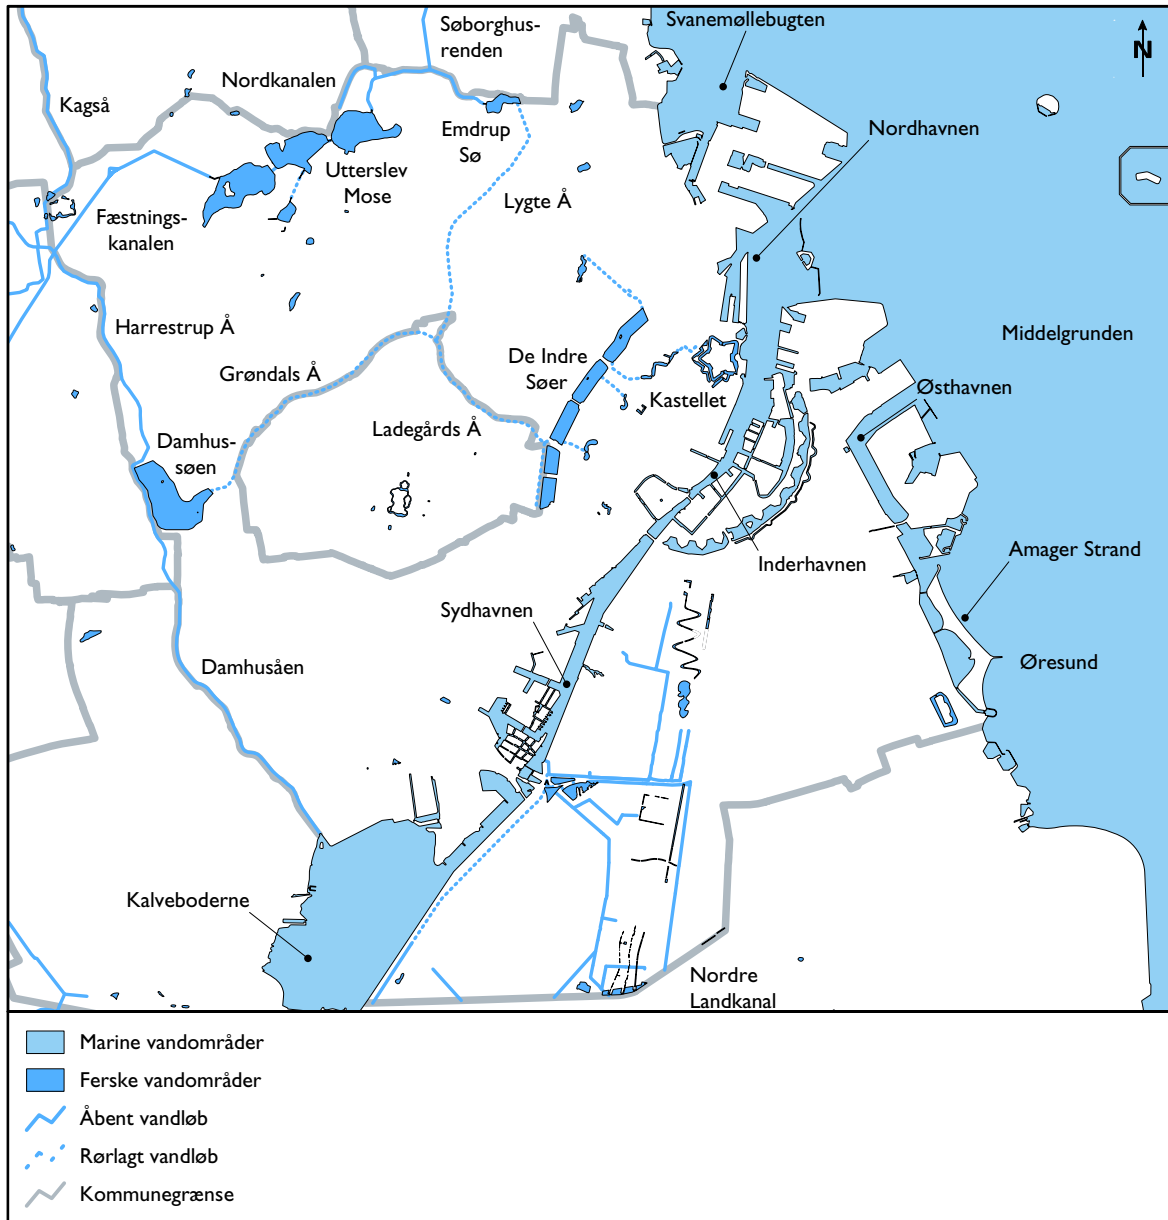 Svanemøllebugten
Søborghus-
renden
N
Nordkanalen
Kagså
Nordhavnen
Emdrup
Sø
Utterslev
Mose
Lygte Å
Fæstnings-
kanalen
Harrestrup Å
Middelgrunden
De Indre
Søer
Grøndals Å
Østhavnen
Kastellet
Ladegårds Å
Damhus-
søen
Amager Strand
Inderhavnen
Sydhavnen
Øresund
Damhusåen
Kalveboderne
Nordre
Landkanal
Marine vandområder
Ferske vandområder
Åbent vandløb
Rørlagt vandløb
Kommunegrænse